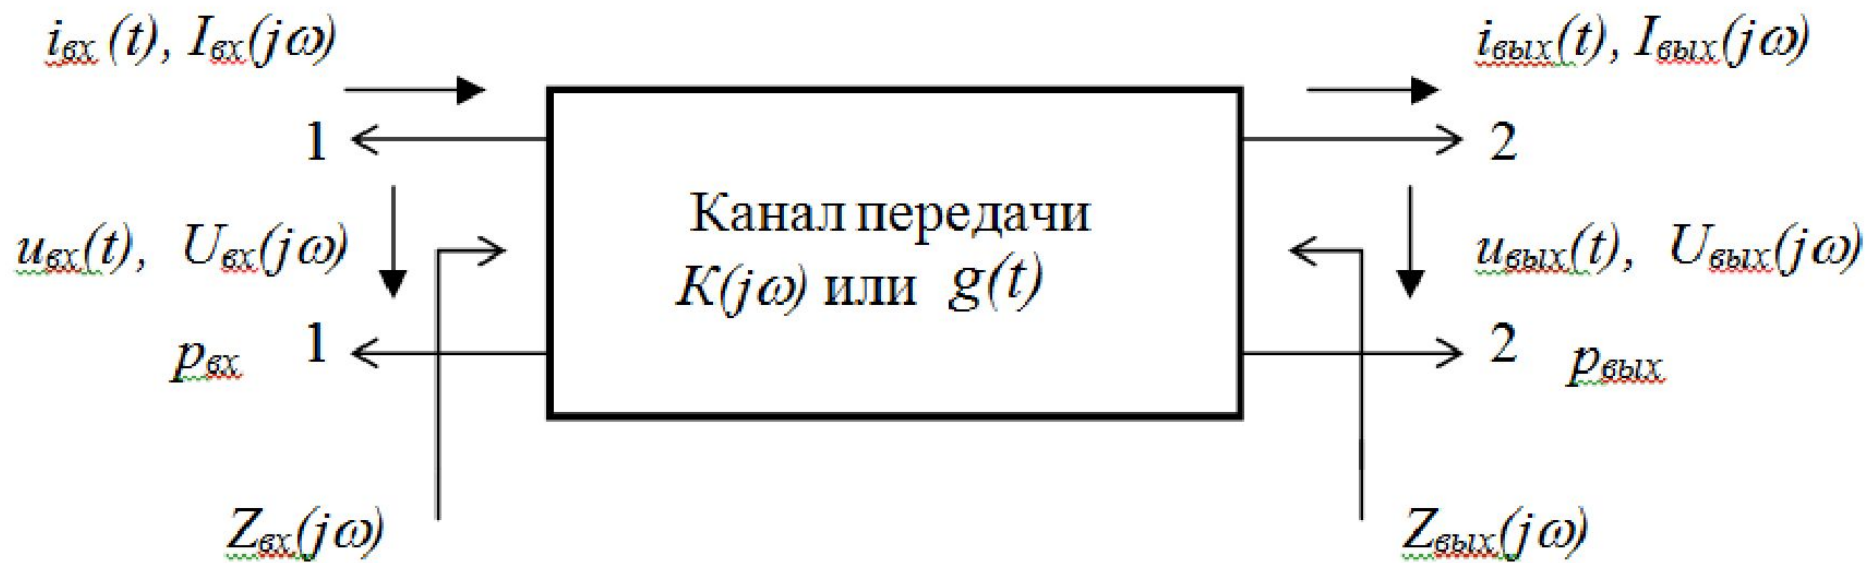 iвх (t), Iвх(jω)
iвых(t), Iвых(jω)
1
2
Канал передачи
K(jω) или g(t)
uвх(t), Uвх(jω)
uвых(t), Uвых(jω)
pвх 1
2 pвых
Zвх(jω)
Zвых(jω)